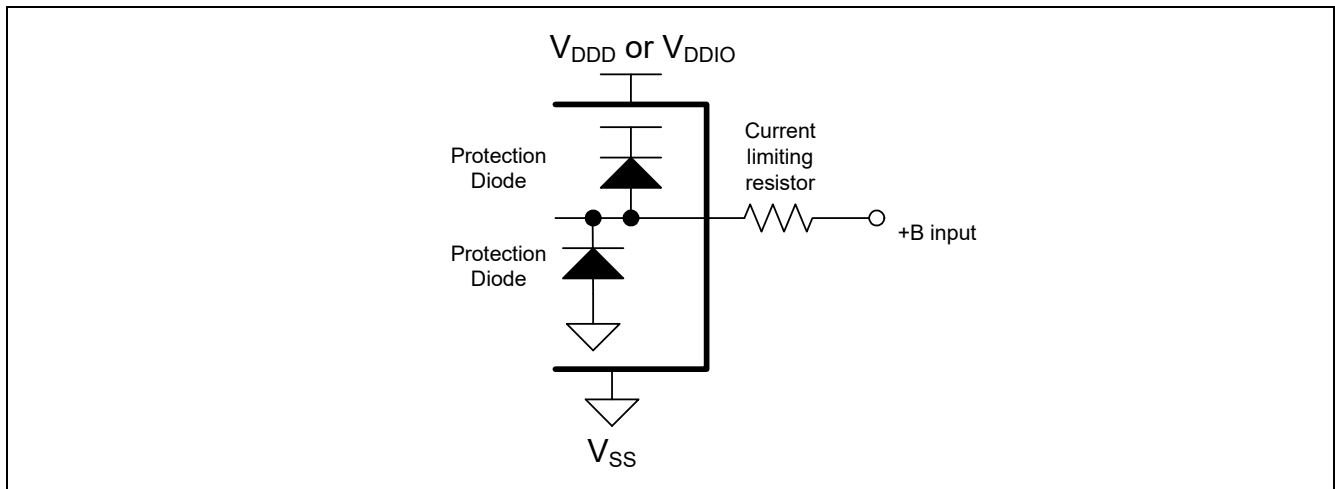 VDDD or VDDIO
Protection
Diode
Current
limiting
resistor
Protection
Diode
+B input
VSS